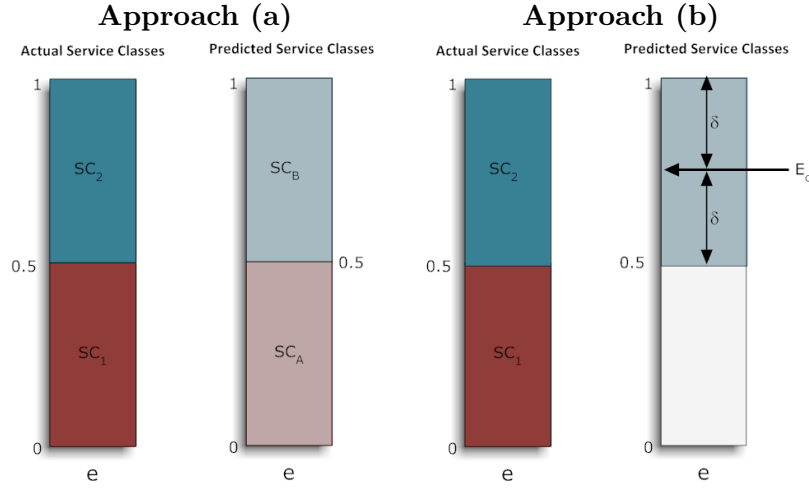 Approach (a)
Approach (b)
Actual Service Classes
Predicted Service Classes
Actual Service Classes
Predicted Service Classes
1
1
1
1
SC2
SCB
SC2
δ
Ec
δ
0.5
0.5
0.5
0.5
SC1
SCA
SC1
0
0
0
0
e
e
e
e